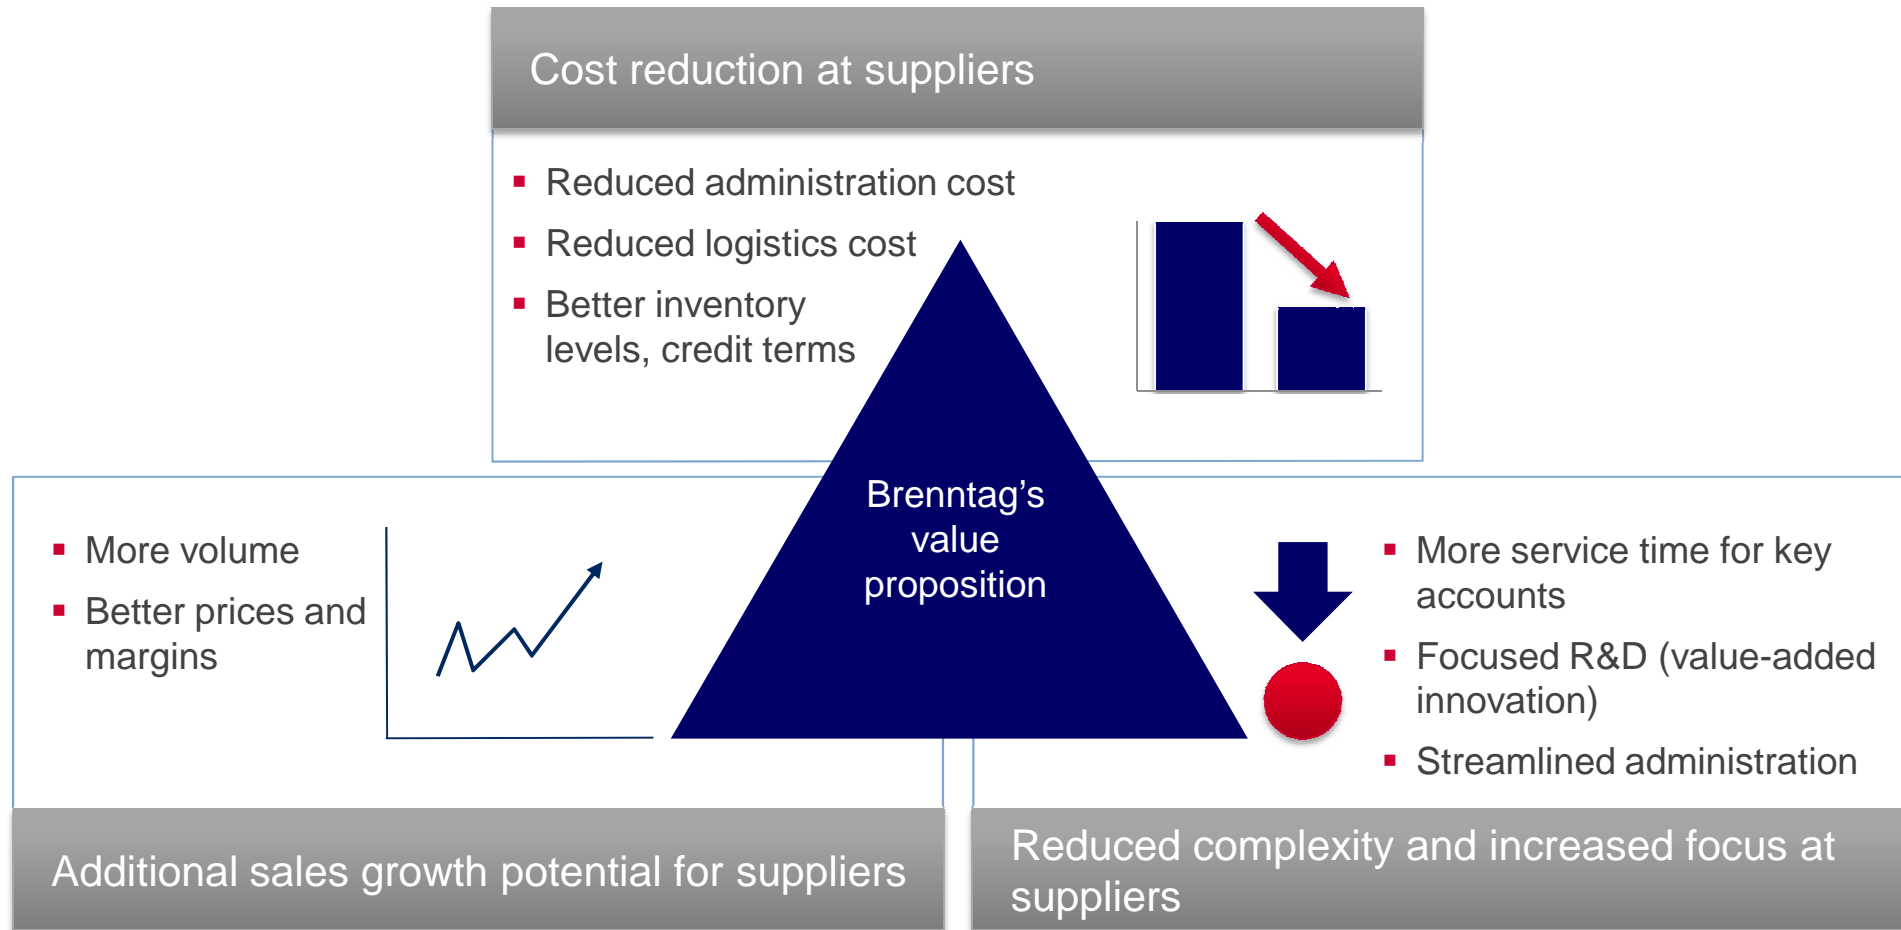 Cost reduction at suppliers
▪ Reduced administration cost
▪ Reduced logistics cost
▪ Better inventory
levels, credit terms
Brenntag’s
value
proposition
▪ More volume
▪ Better prices and
margins
▪ More service time for key
accounts
▪ Focused R&D (value-added
innovation)
▪ Streamlined administration
Additional sales growth potential for suppliers
Reduced complexity and increased focus at
suppliers